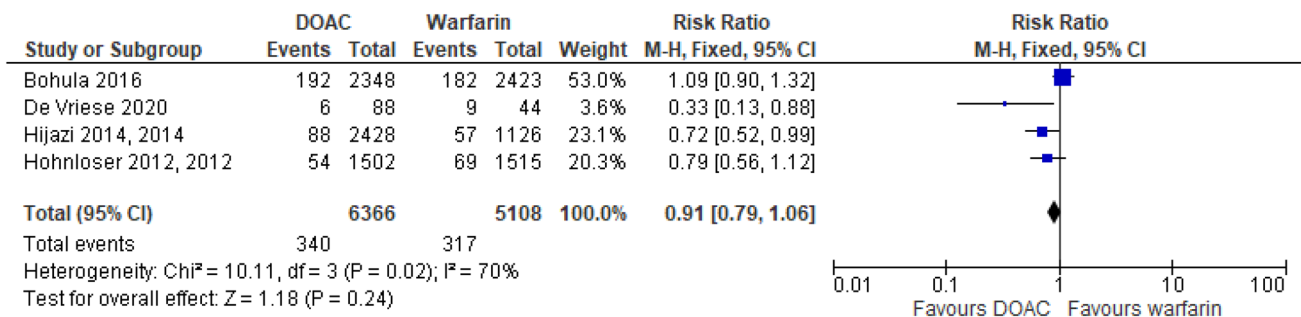 DOAC Warfarin Risk Ratio Risk Ratio
Study or Subgroup Events Total Events Total Weight M-H, Fixed, 95% CI M-H, Fixed, 95% CI
Bohula 2016 192 2348 182 2423 53.0% 1.09 [0.90, 1.32]
De Vriese 2020 6 88 9 44 3.6% 0.33 [0.13, 0.88]
Hijazi 2014, 2014 88 2428 57 1126 23.1% 0.72 [0.52, 0.99]
Hohnloser 2012, 2012 54 1502 69 1515 20.3% 0.79 [0.56, 1.12]
Total (95% CI) 6366 5108 100.0% 0.91 [0.79, 1.06]
Total events 340 317
Heterogeneity: Chi² = 10.11, df = 3 (P = 0.02); I² = 70%
Test for overall effect: Z = 1.18 (P = 0.24)
0.01 0.1 1 10 100
Favours DOAC Favours warfarin